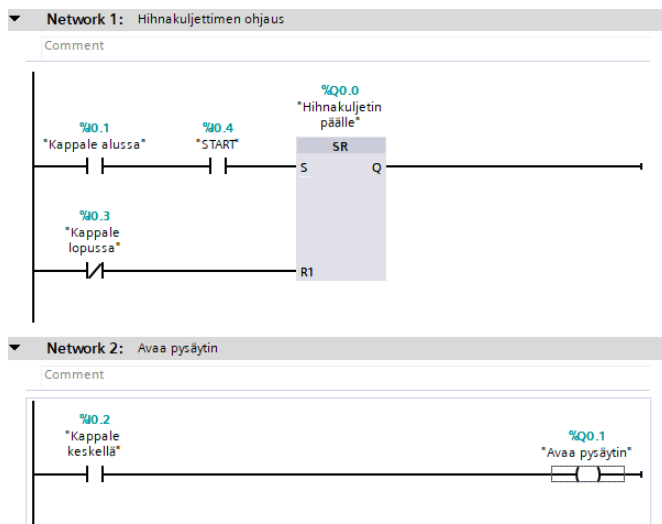 Network 1: Hihnakuljettimen ohjaus
Comment
%Q0.0
"Hihnakuljetin
päälle"
%I0.1
"Kappale alussa"
%I0.4
"START"
SR
S
Q
%I0.3
"Kappale
lopussa"
R1
Network 2: Avaa pysäytin
Comment
%I0.2
"Kappale
keskellä"
%Q0.1
"Avaa pysäytin"